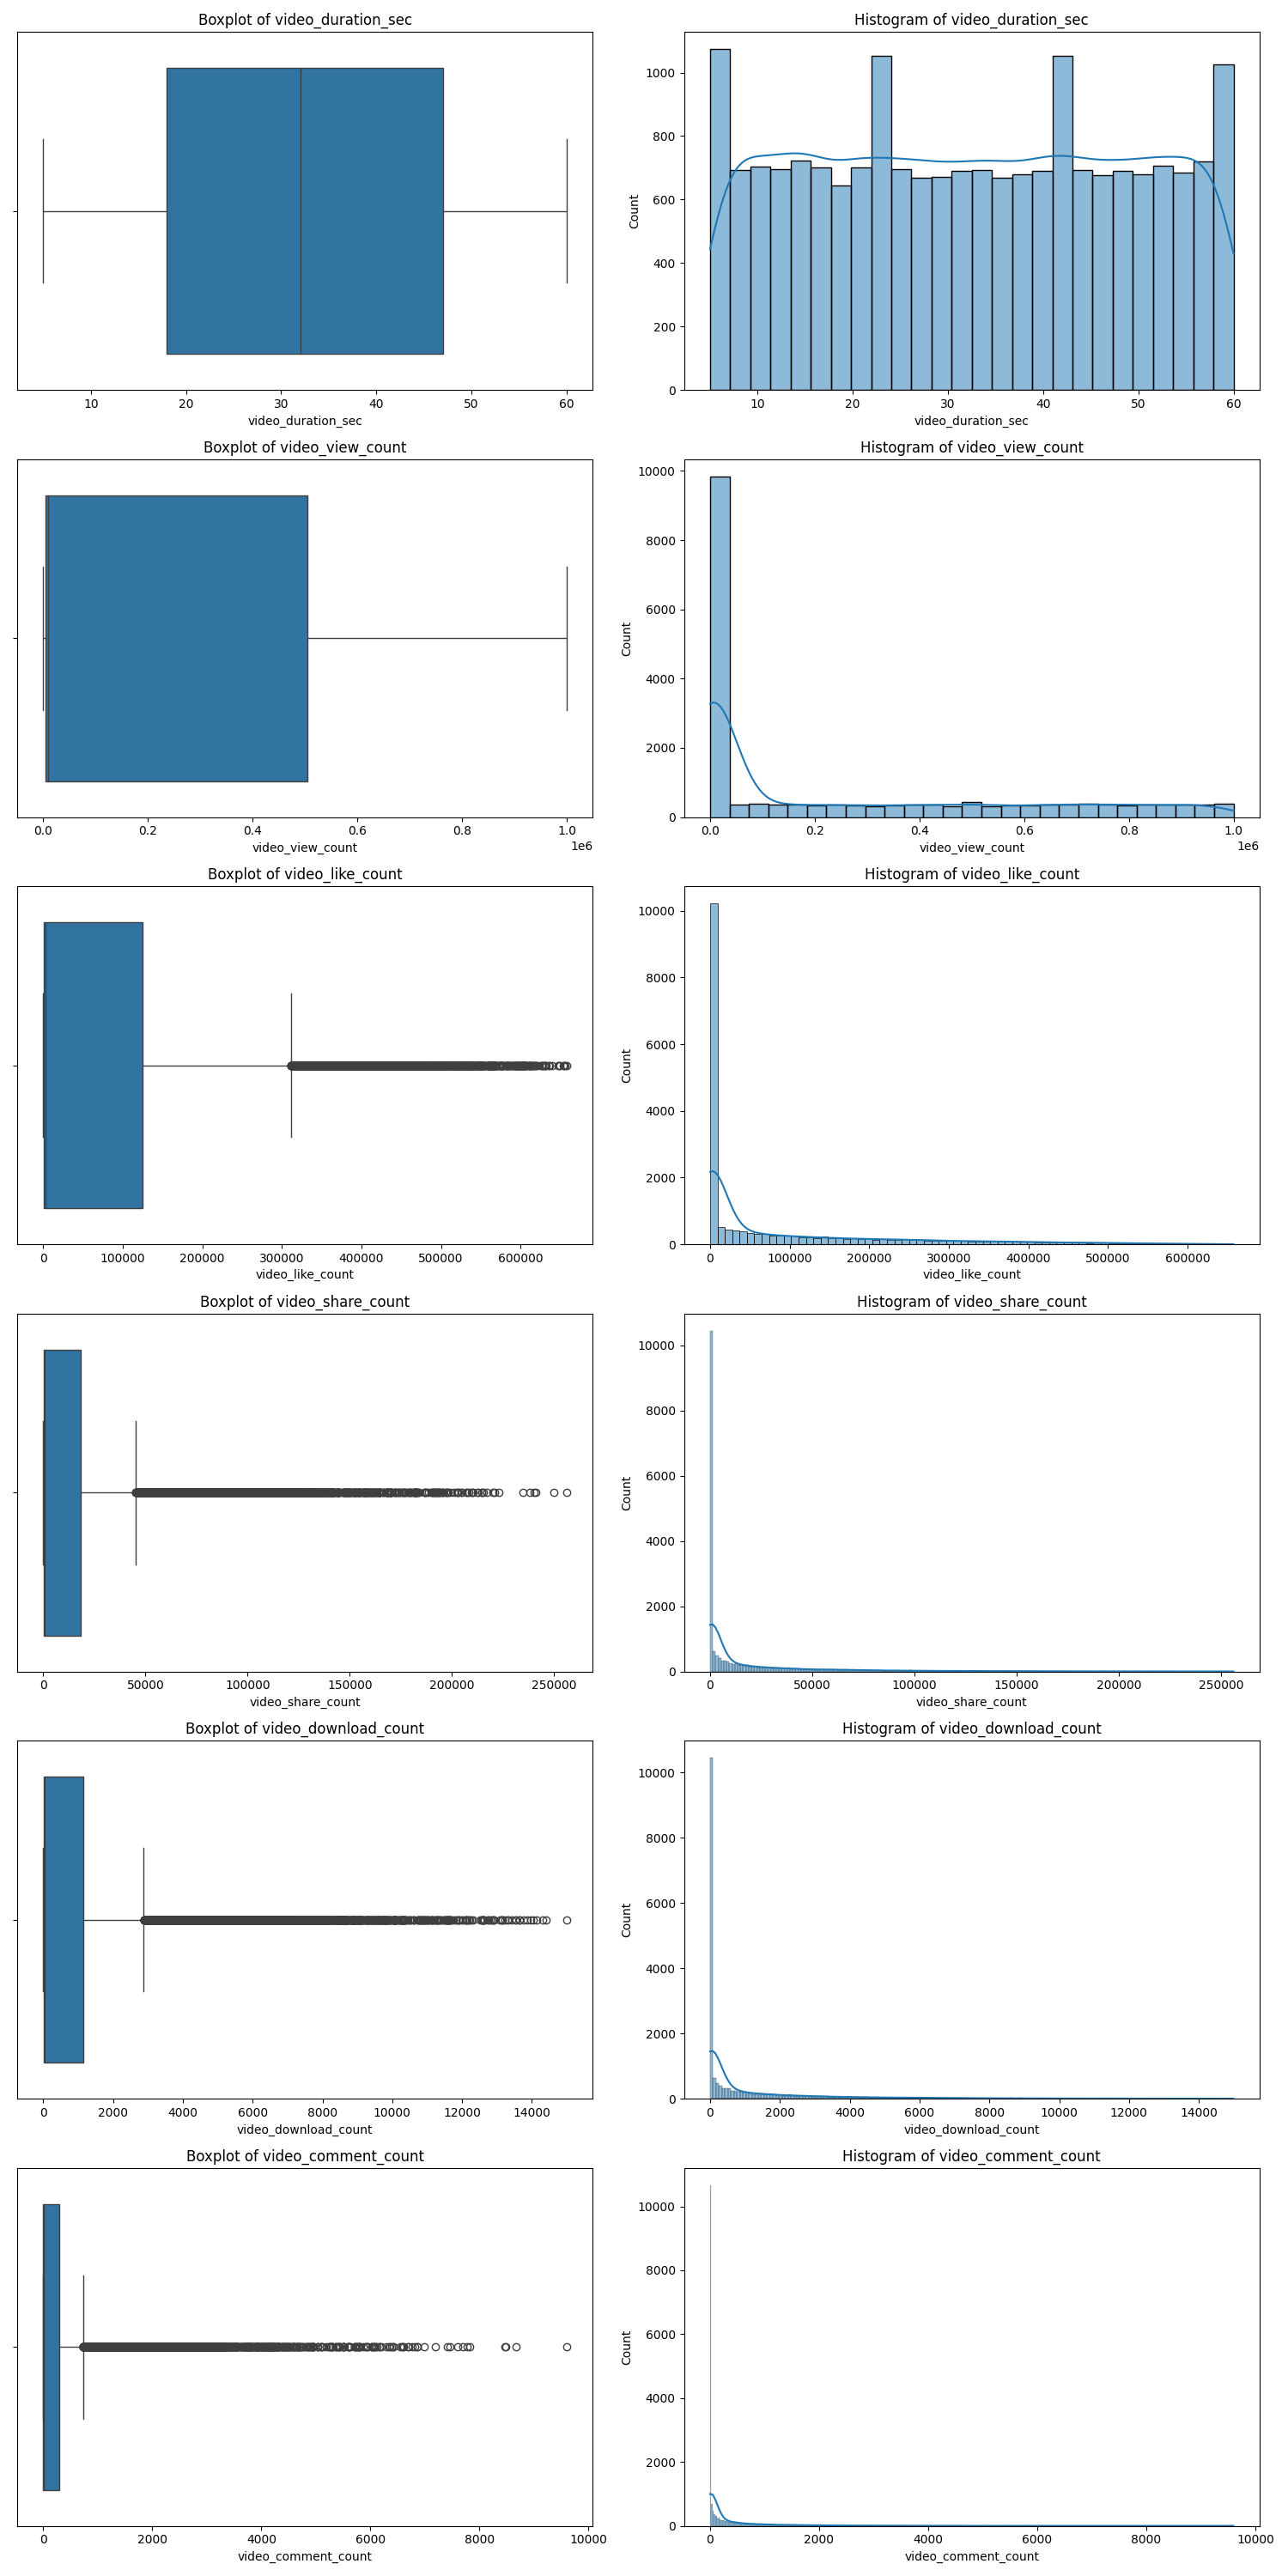 Boxplot of video_duration_sec
10 20 30 40 50 60
video_duration_sec
Histogram of video_duration_sec
Count
1000
800
600
400
200
0
10 20 30 40 50 60
video_duration_sec
Boxplot of video_view_count
0.0 0.2 0.4 0.6 0.8 1.0
1e6
video_view_count
Histogram of video_view_count
Count
10000
8000
6000
4000
2000
0
0.0 0.2 0.4 0.6 0.8 1.0
1e6
video_view_count
Boxplot of video_like_count
0 100000 200000 300000 400000 500000 600000
video_like_count
Histogram of video_like_count
Count
10000
8000
6000
4000
2000
0
0 100000 200000 300000 400000 500000 600000
video_like_count
Boxplot of video_share_count
0 50000 100000 150000 200000 250000
video_share_count
Histogram of video_share_count
Count
10000
8000
6000
4000
2000
0
0 50000 100000 150000 200000 250000
video_share_count
Boxplot of video_download_count
0 2000 4000 6000 8000 10000 12000 14000
video_download_count
Histogram of video_download_count
Count
10000
8000
6000
4000
2000
0
0 2000 4000 6000 8000 10000 12000 14000
video_download_count
Boxplot of video_comment_count
0 2000 4000 6000 8000 10000
video_comment_count
Histogram of video_comment_count
Count
10000
8000
6000
4000
2000
0
0 2000 4000 6000 8000 10000
video_comment_count